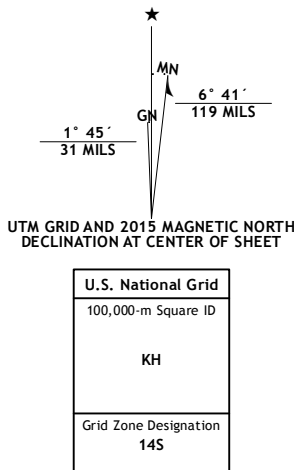 MN
GN
6° 41´
119 MILS
1° 45´
31 MILS
UTM GRID AND 2015 MAGNETIC NORTH
DECLINATION AT CENTER OF SHEET
U.S. National Grid
100,000-m Square ID
KH
Grid Zone Designation
14S